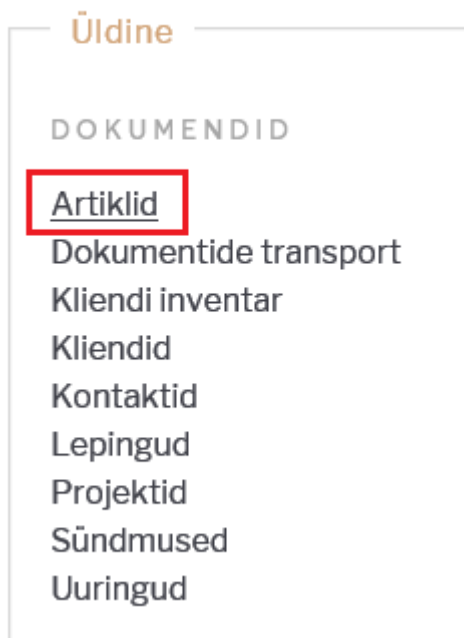 Üldine
DOKUMENDID
Artiklid
Dokumentide transport
Kliendi inventar
Kliendid
Kontaktid
Lepingud
Projektid
Sündmused
Uuringud